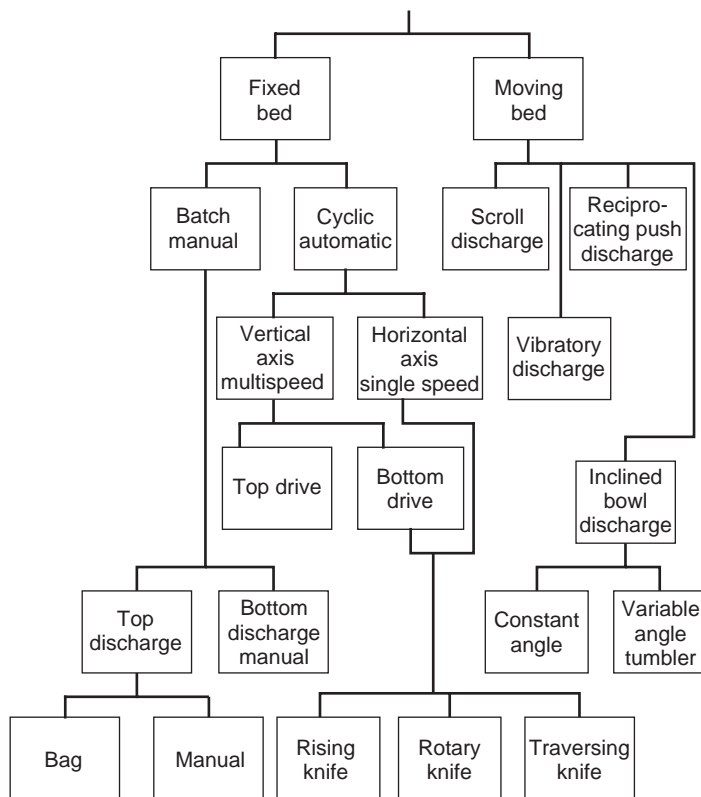 Fixed
bed
Moving
bed
Batch
manual
Cyclic
automatic
Scroll
discharge
Recipro-
cating push
discharge
Vertical
axis
multispeed
Horizontal
axis
single speed
Vibratory
discharge
Top drive
Bottom
drive
Inclined
bowl
discharge
Top
discharge
Bottom
discharge
manual
Constant
angle
Variable
angle
tumbler
Bag
Manual
Rising
knife
Rotary
knife
Traversing
knife